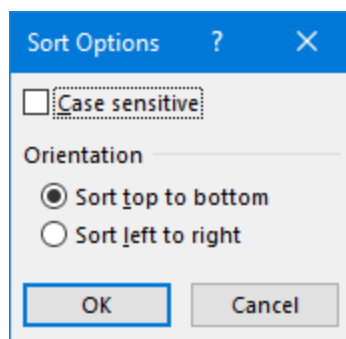 Sort Options ?
Case sensitive
Orientation
Sort top to bottom
Sort left to right
OK Cancel